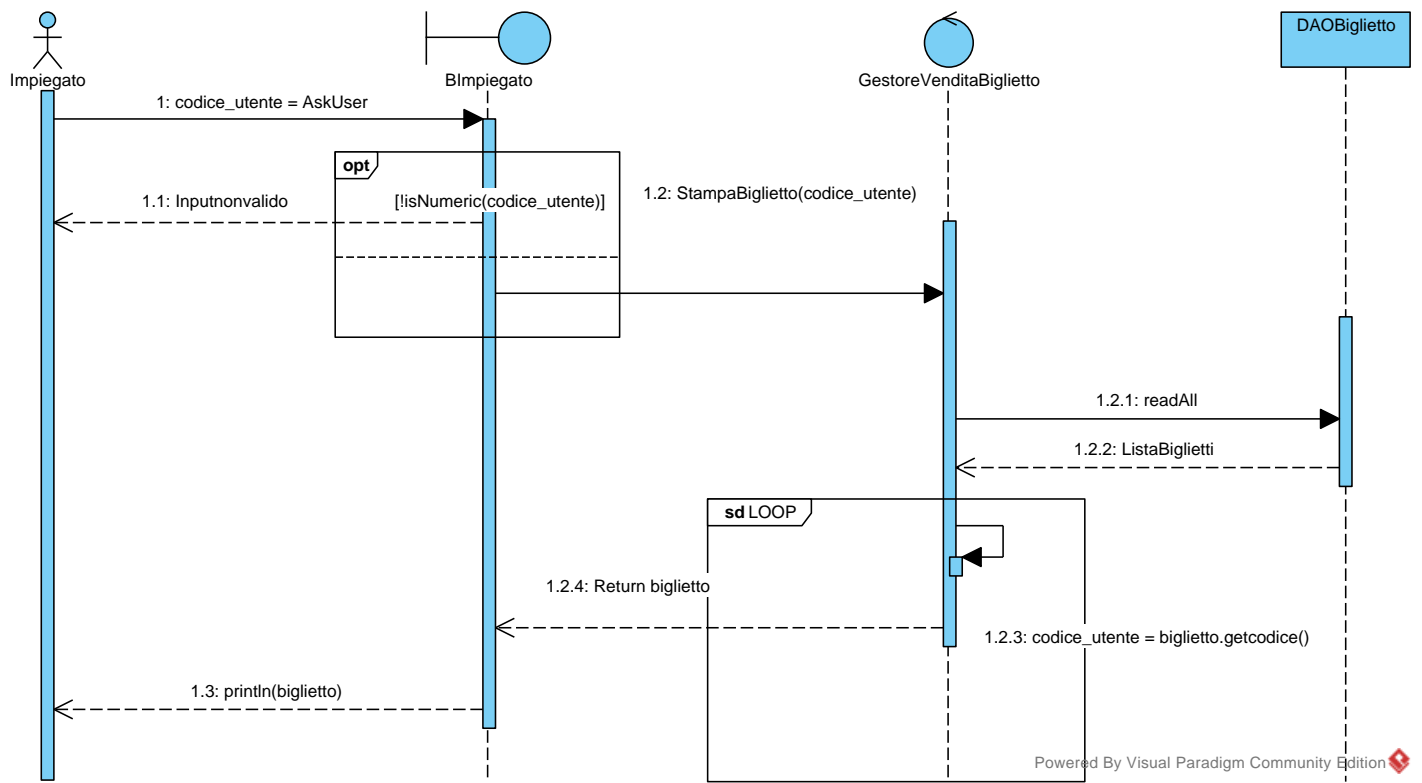 DAOBiglietto
Impiegato
BImpiegato
GestoreVenditaBiglietto
1: codice_utente = AskUser
opt
1.1: Inputnonvalido
[!isNumeric(codice_utente)]
1.2: StampaBiglietto(codice_utente)
1.2.1: readAll
1.2.2: ListaBiglietti
sd LOOP
1.2.4: Return biglietto
1.2.3: codice_utente = biglietto.getcodice()
1.3: println(biglietto)
Powered By Visual Paradigm Community Edition